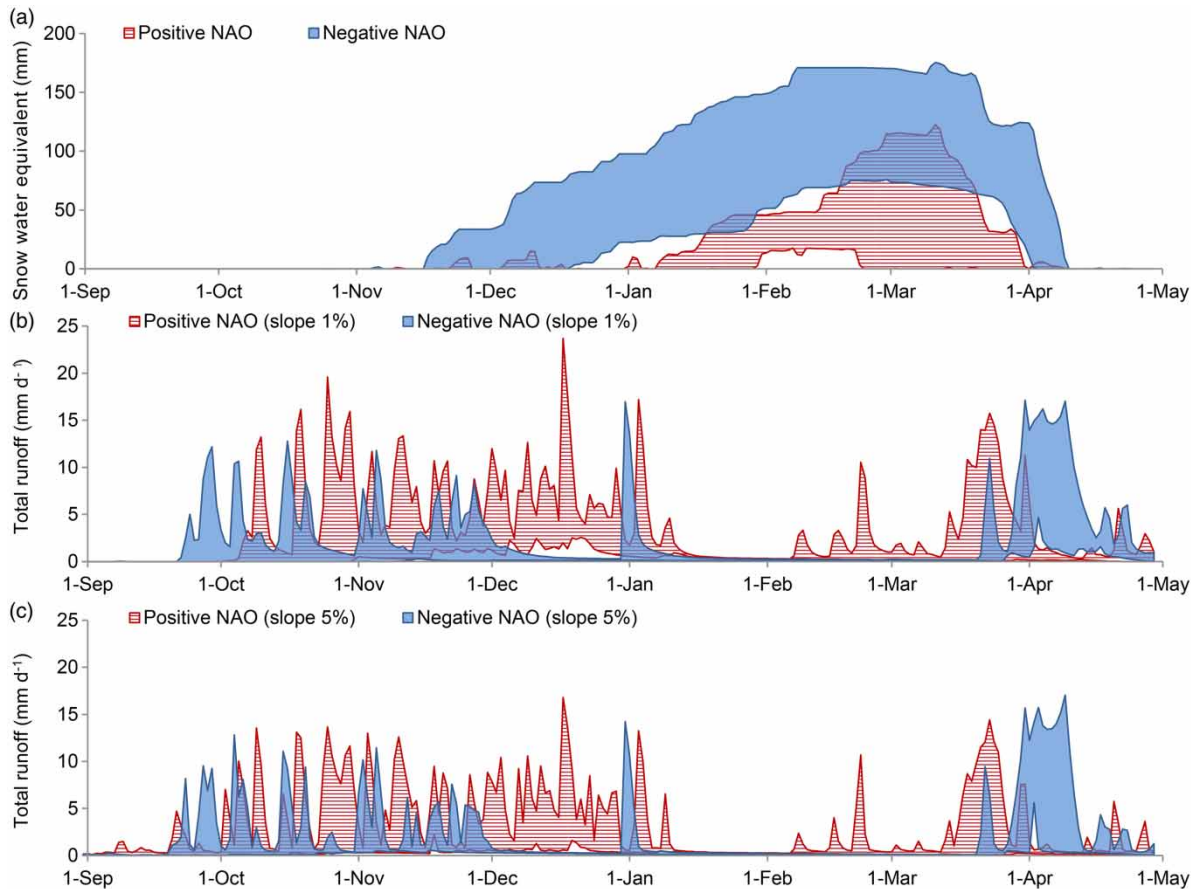 (a)
Positive NAO Negative NAO
Snow water equivalent (mm)
200
150
100
50
0
1-Sep 1-Oct 1-Nov 1-Dec 1-Jan 1-Feb 1-Mar 1-Apr 1-May
(b)
Positive NAO (slope 1%) Negative NAO (slope 1%)
Total runoff (mm d⁻¹)
25
20
15
10
5
0
1-Sep 1-Oct 1-Nov 1-Dec 1-Jan 1-Feb 1-Mar 1-Apr 1-May
(c)
Positive NAO (slope 5%) Negative NAO (slope 5%)
Total runoff (mm d⁻¹)
25
20
15
10
5
0
1-Sep 1-Oct 1-Nov 1-Dec 1-Jan 1-Feb 1-Mar 1-Apr 1-May